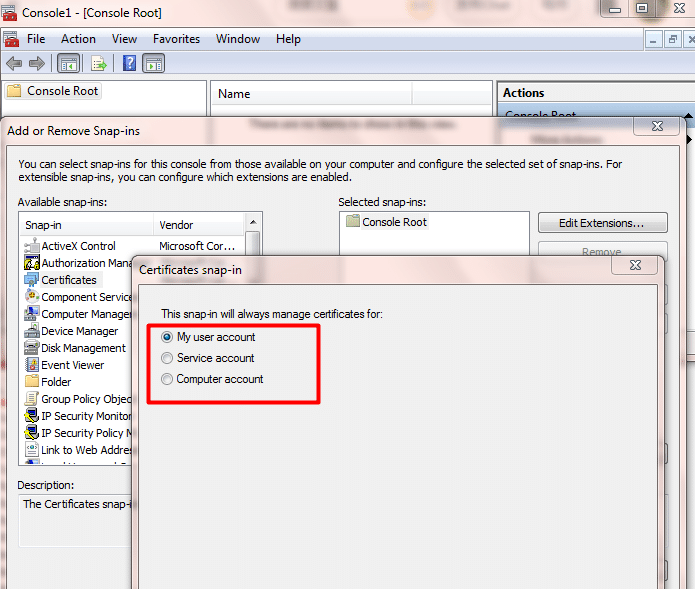 Console1 - [Console Root]
File Action View Favorites Window Help
Console Root
Name
Actions
Console Root
There are no items to show in this view.
More Actions
Add or Remove Snap-ins
You can select snap-ins for this console from those available on your computer and configure the selected set of snap-ins. For
extensible snap-ins, you can configure which extensions are enabled.
Available snap-ins:
Selected snap-ins:
Snap-in Vendor
Console Root
Edit Extensions...
ActiveX Control Microsoft Cor...
Remove
Authorization Mana
Certificates snap-in
Certificates
Component Service
This snap-in will always manage certificates for:
Computer Manage
My user account
Device Manager
Service account
Disk Management
Event Viewer
Computer account
Folder
Group Policy Objec
IP Security Monitor
IP Security Policy M
Link to Web Addres
Description:
The Certificates snap-i